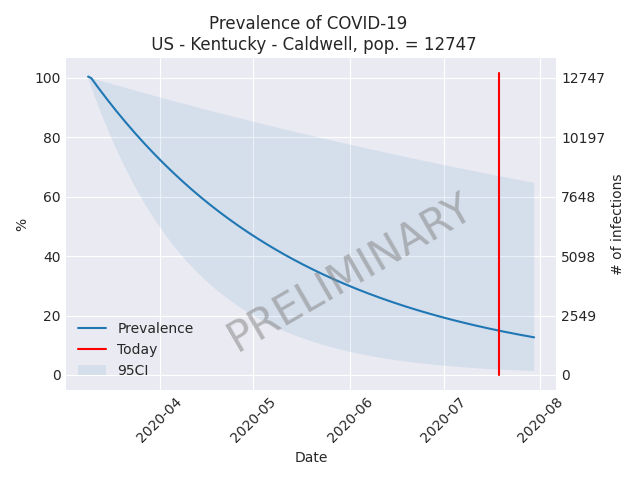 Prevalence of COVID-19
US - Kentucky - Caldwell, pop. = 12747
100
80
60
40
20
0
%
12747
10197
7648
5098
2549
0
# of infections
PRELIMINARY
Prevalence
Today
95CI
2020-04
2020-05
2020-06
2020-07
2020-08
Date